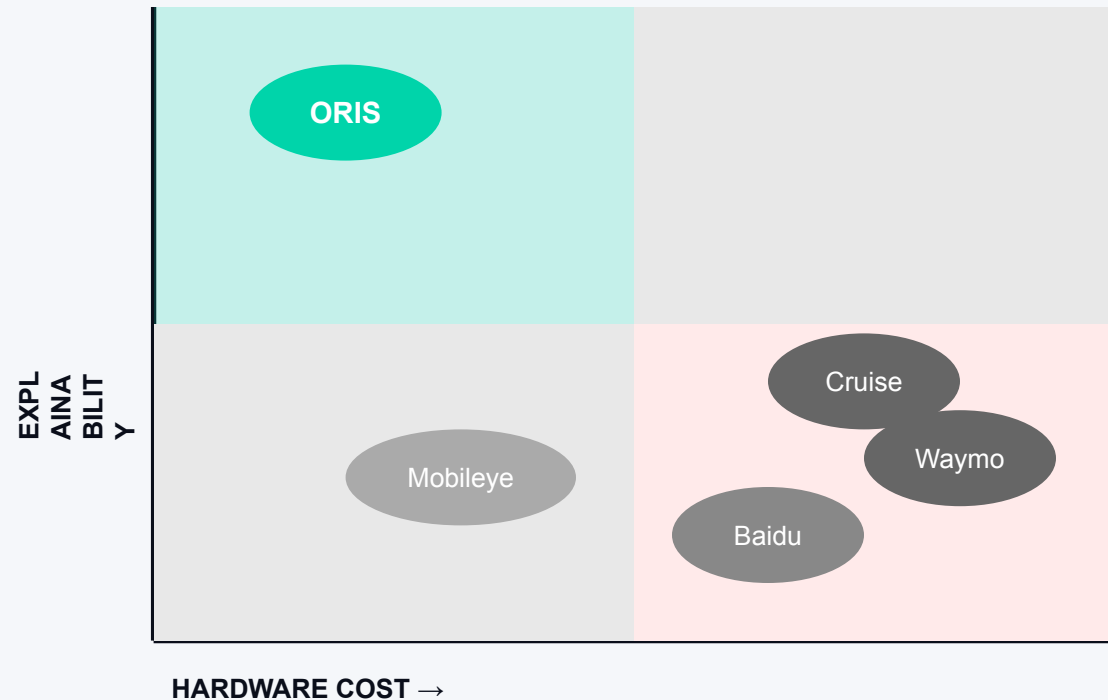 ORIS
Cruise
Waymo
Mobileye
Baidu
EXPL
AINA
BILIT
Y
HARDWARE COST →